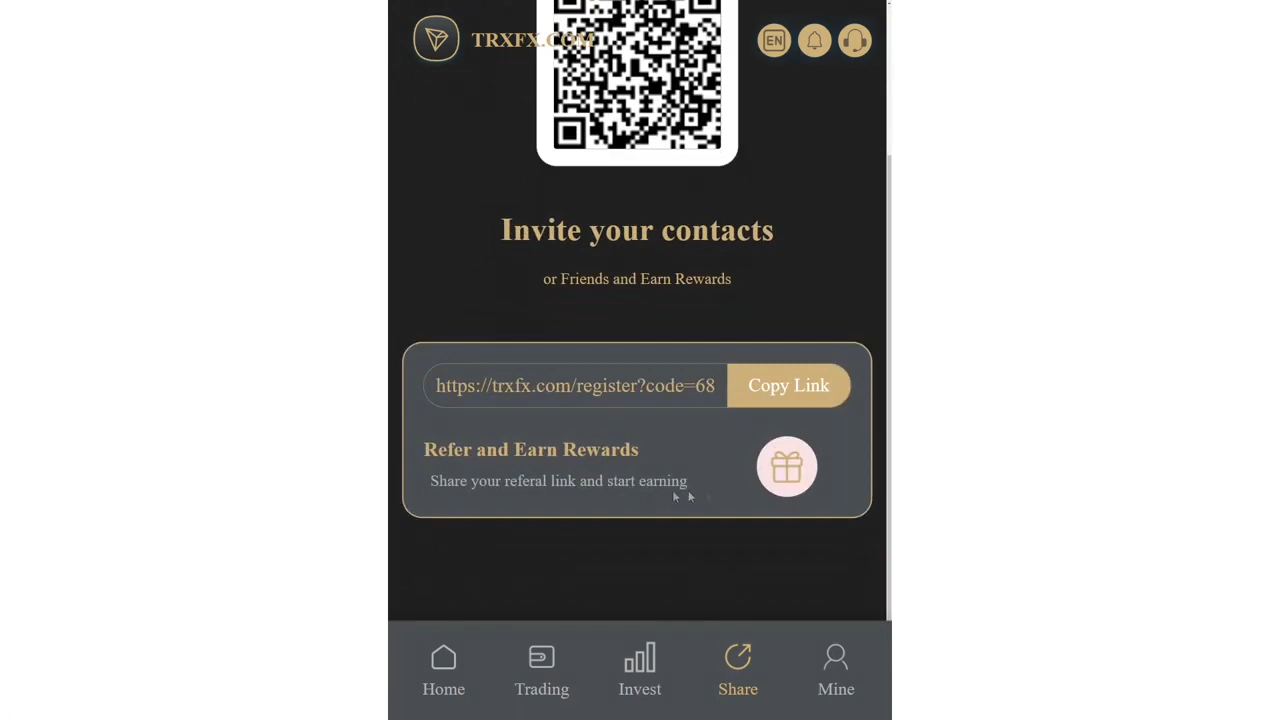 TRXFX.COM
EN
Invite your contacts
or Friends and Earn Rewards
https://trxfx.com/register?code=68
Copy Link
Refer and Earn Rewards
Share your referal link and start earning
Home
Trading
Invest
Share
Mine